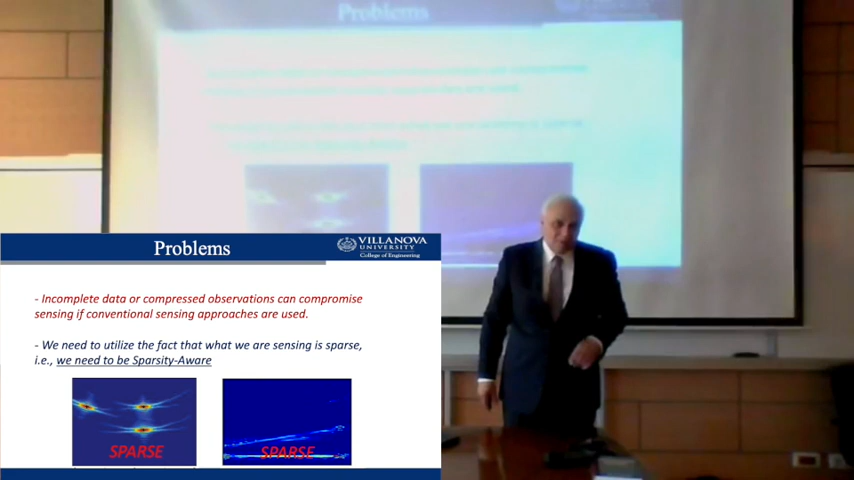 Problems
Problems
VILLANOVA
UNIVERSITY
College of Engineering
- Incomplete data or compressed observations can compromise
sensing if conventional sensing approaches are used.
- We need to utilize the fact that what we are sensing is sparse,
i.e., we need to be Sparsity-Aware
SPARSE
SPARSE